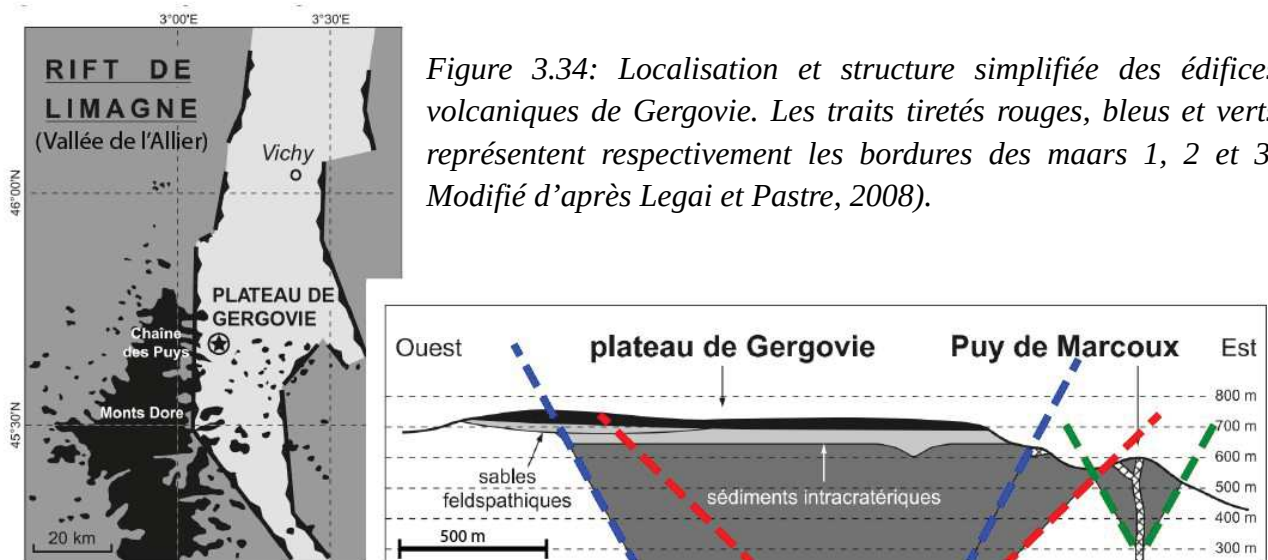 3°00'E 3°30'E
RIFT DE
LIMAGNE
(Vallée de l'Allier)
Vichy
46°00'N
PLATEAU DE
GERGOVIE
Chaîne
des Puys
Monts Dore
45°30'N
20 km
Figure 3.34: Localisation et structure simplifiée des édifices
volcaniques de Gergovie. Les traits tiretés rouges, bleus et verts
représentent respectivement les bordures des maars 1, 2 et 3
Modifié d'après Legai et Pastre, 2008).
Ouest plateau de Gergovie Puy de Marcoux Est
800 m
700 m
600 m
sables
feldspathiques
sédiments intracratériques
500 m
400 m
500 m
300 m